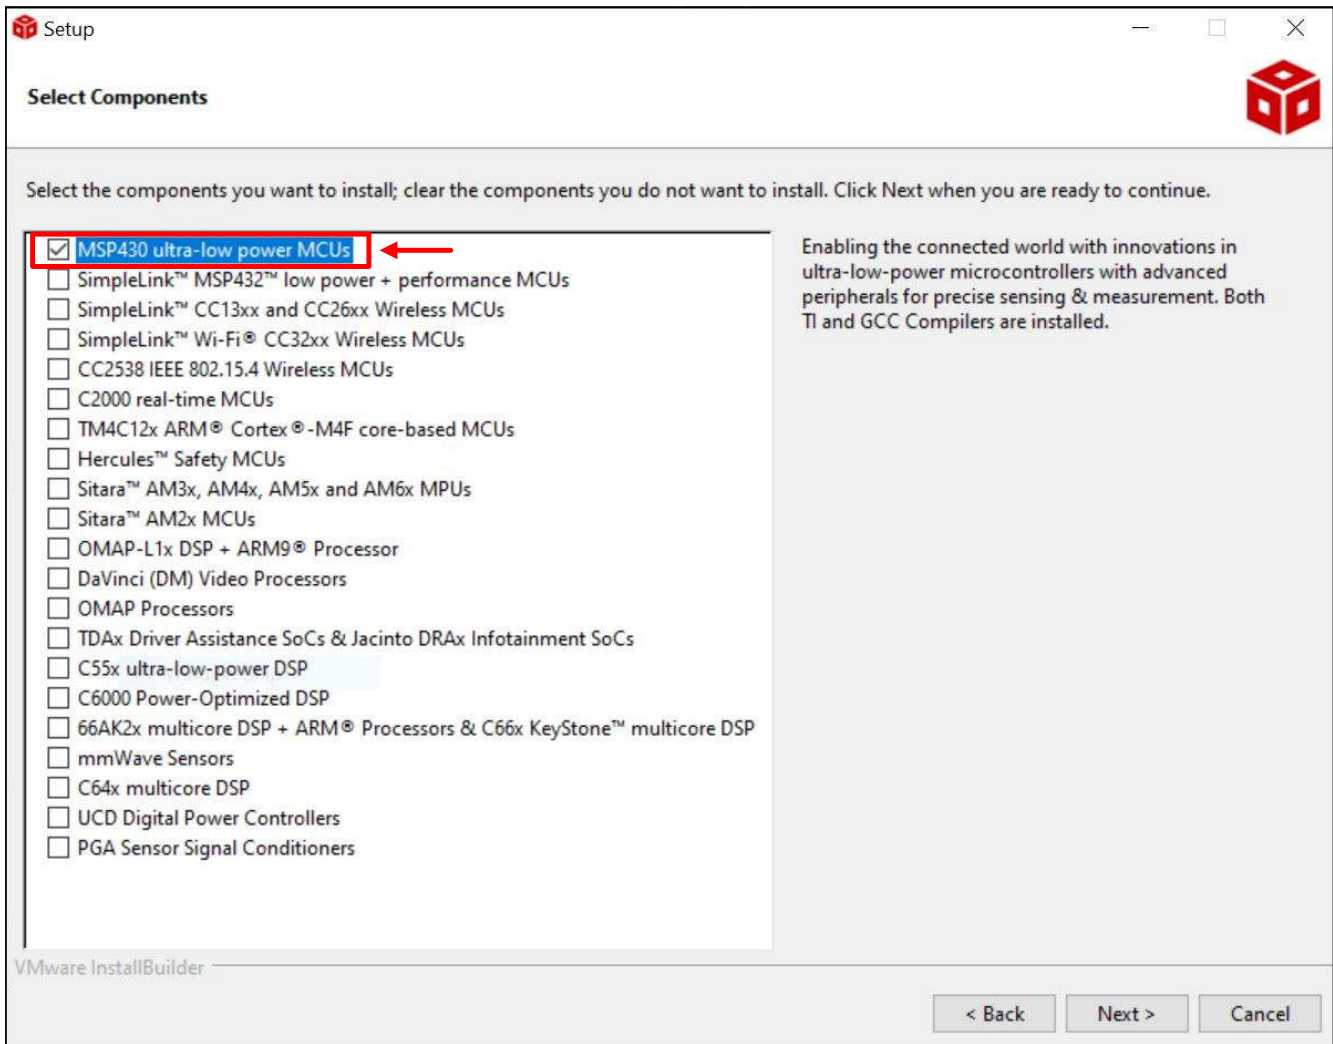 Setup
Select Components
Select the components you want to install; clear the components you do not want to install. Click Next when you are ready to continue.
MSP430 ultra-low power MCUs
SimpleLink™ MSP432™ low power + performance MCUs
SimpleLink™ CC13xx and CC26xx Wireless MCUs
SimpleLink™ Wi-Fi® CC32xx Wireless MCUs
CC2538 IEEE 802.15.4 Wireless MCUs
C2000 real-time MCUs
TM4C12x ARM® Cortex®-M4F core-based MCUs
Hercules™ Safety MCUs
Sitara™ AM3x, AM4x, AM5x and AM6x MPUs
Sitara™ AM2x MCUs
OMAP-L1x DSP + ARM9® Processor
DaVinci (DM) Video Processors
OMAP Processors
TDAx Driver Assistance SoCs & Jacinto DRAx Infotainment SoCs
C55x ultra-low-power DSP
C6000 Power-Optimized DSP
66AK2x multicore DSP + ARM® Processors & C66x KeyStone™ multicore DSP
mmWave Sensors
C64x multicore DSP
UCD Digital Power Controllers
PGA Sensor Signal Conditioners
Enabling the connected world with innovations in
ultra-low-power microcontrollers with advanced
peripherals for precise sensing & measurement. Both
TI and GCC Compilers are installed.
VMware InstallBuilder
< Back
Next >
Cancel